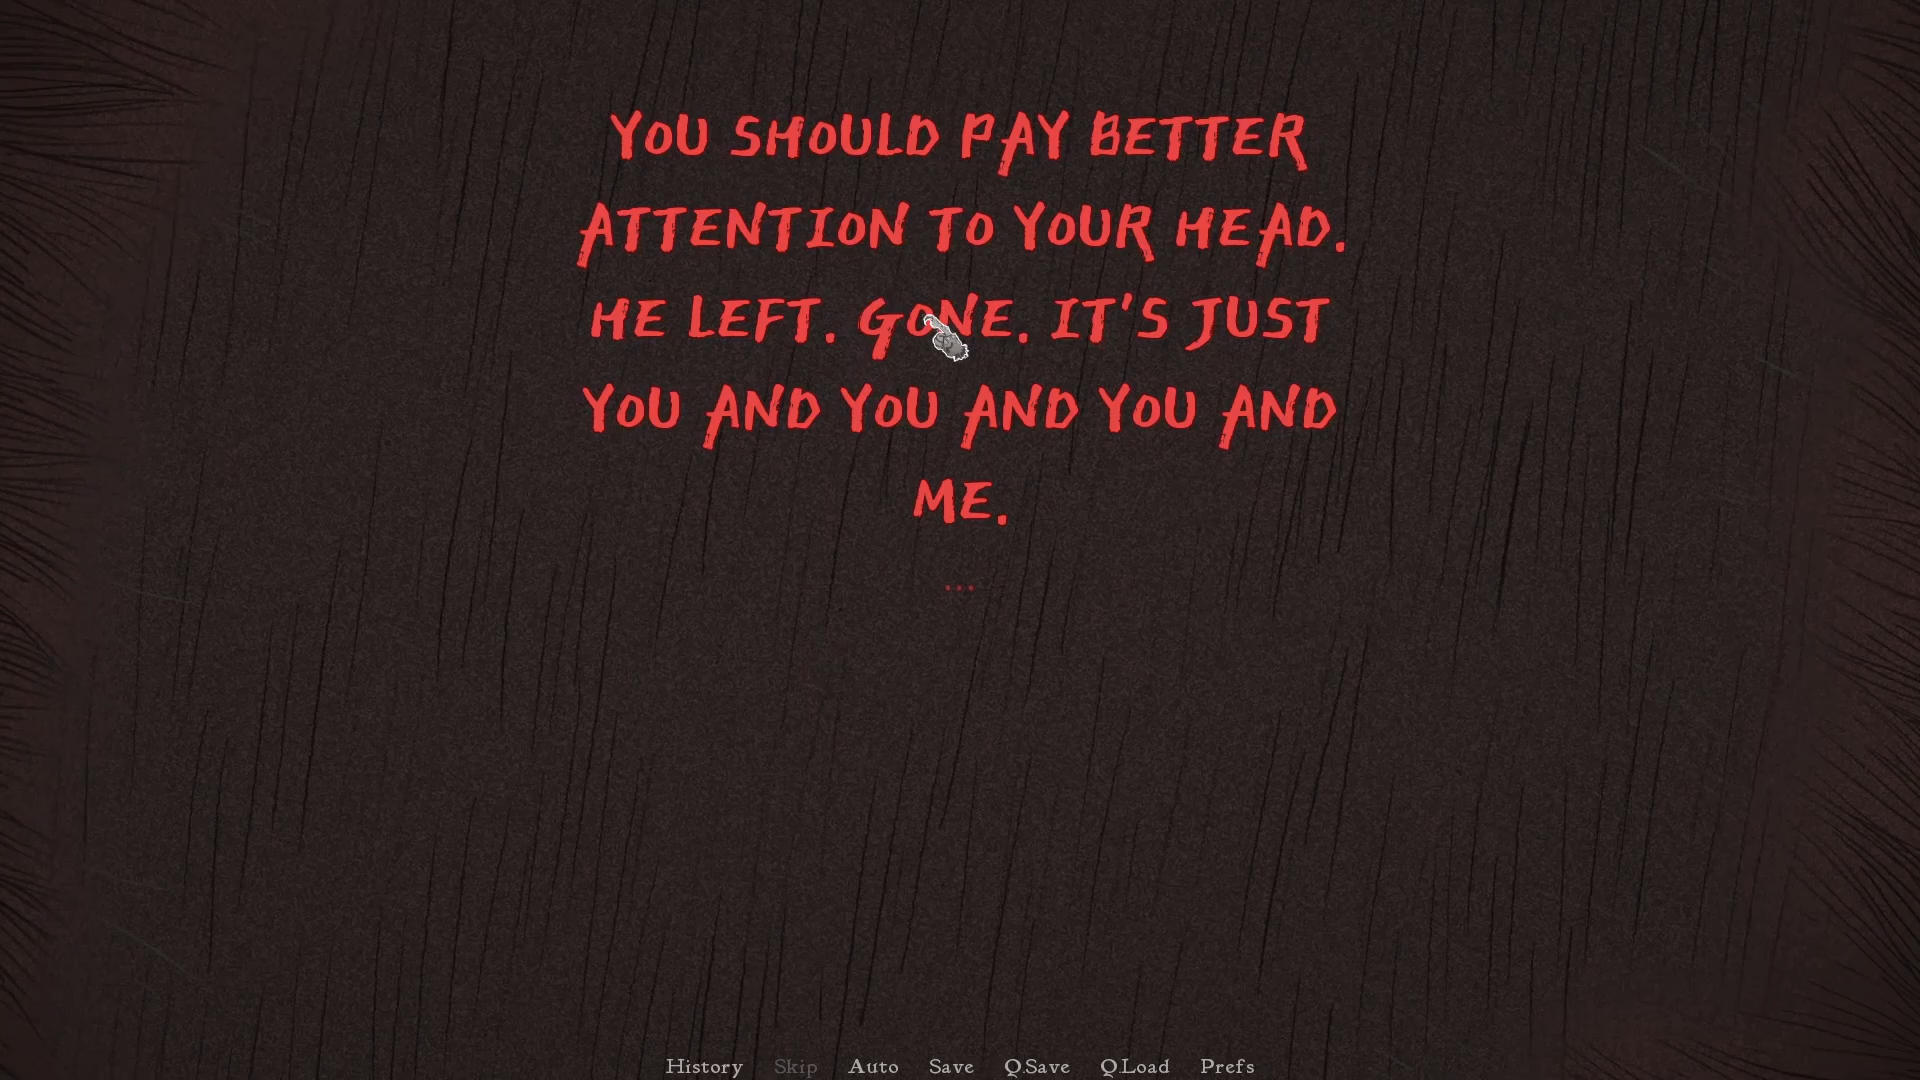 YOU SHOULD PAY BETTER
ATTENTION TO YOUR HEAD.
HE LEFT. GONE. IT'S JUST
YOU AND YOU AND YOU AND
ME.
...
History Skip Auto Save Q.Save Q.Load Prefs